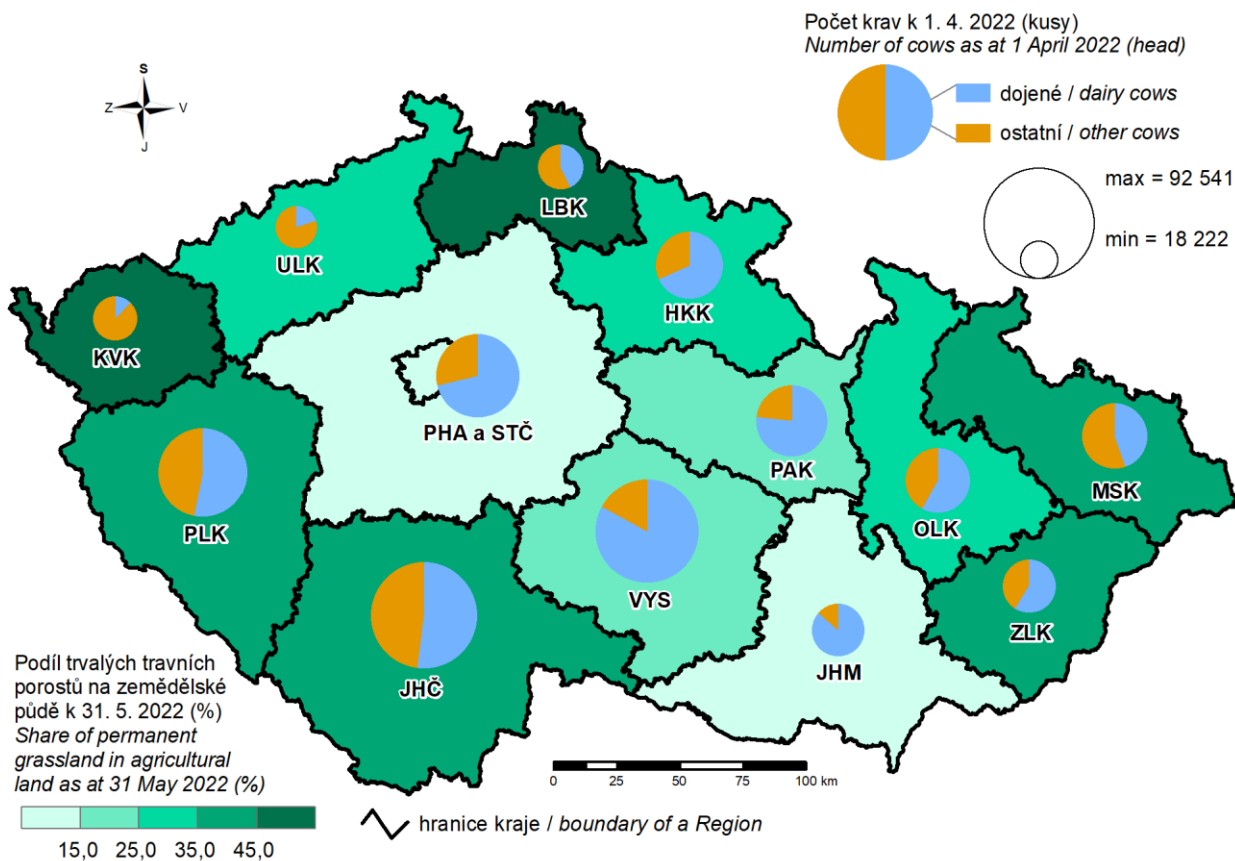 Počet krav k 1. 4. 2022 (kusy)
Number of cows as at 1 April 2022 (head)
dojené / dairy cows
ostatní / other cows
max = 92 541
min = 18 222
S
Z
V
J
LBK
ULK
HKK
KVK
PHA a STČ
PAK
MSK
OLK
PLK
VYS
ZLK
JHM
JHČ
Podíl trvalých travních
porostů na zemědělské
půdě k 31. 5. 2022 (%)
Share of permanent
grassland in agricultural
land as at 31 May 2022 (%)
15,0 25,0 35,0 45,0
0 25 50 75 100 km
hranice kraje / boundary of a Region